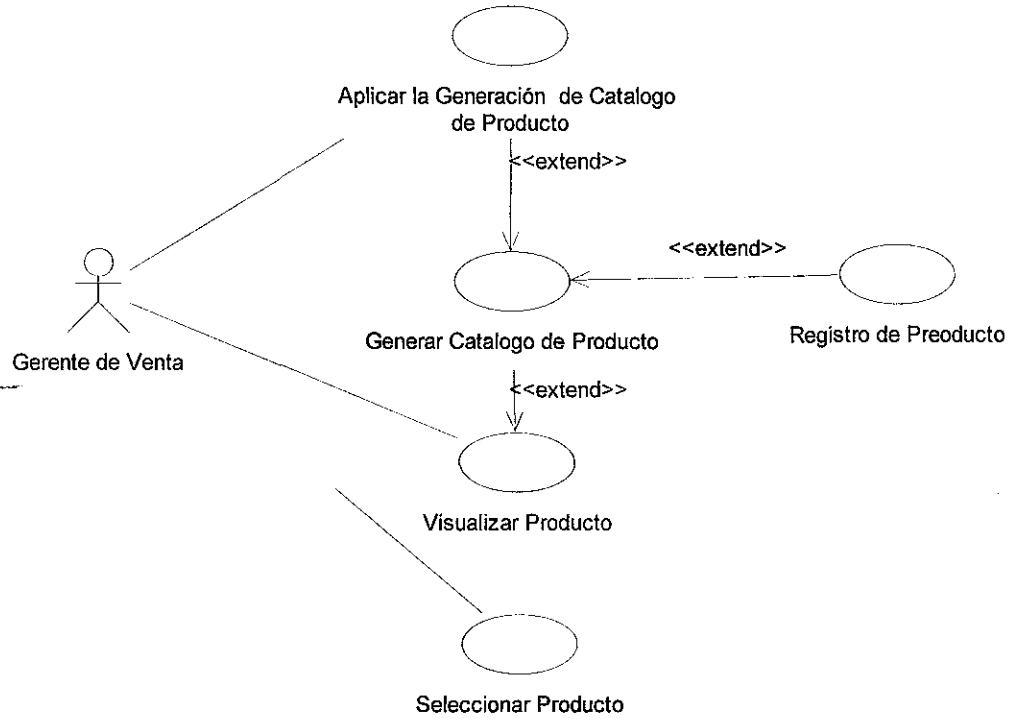 Aplicar la Generación de Catalogo
de Producto
<<extend>>
<<extend>>
Generar Catalogo de Producto
Registro de Preoducto
Gerente de Venta
<<extend>>
Visualizar Producto
Seleccionar Producto